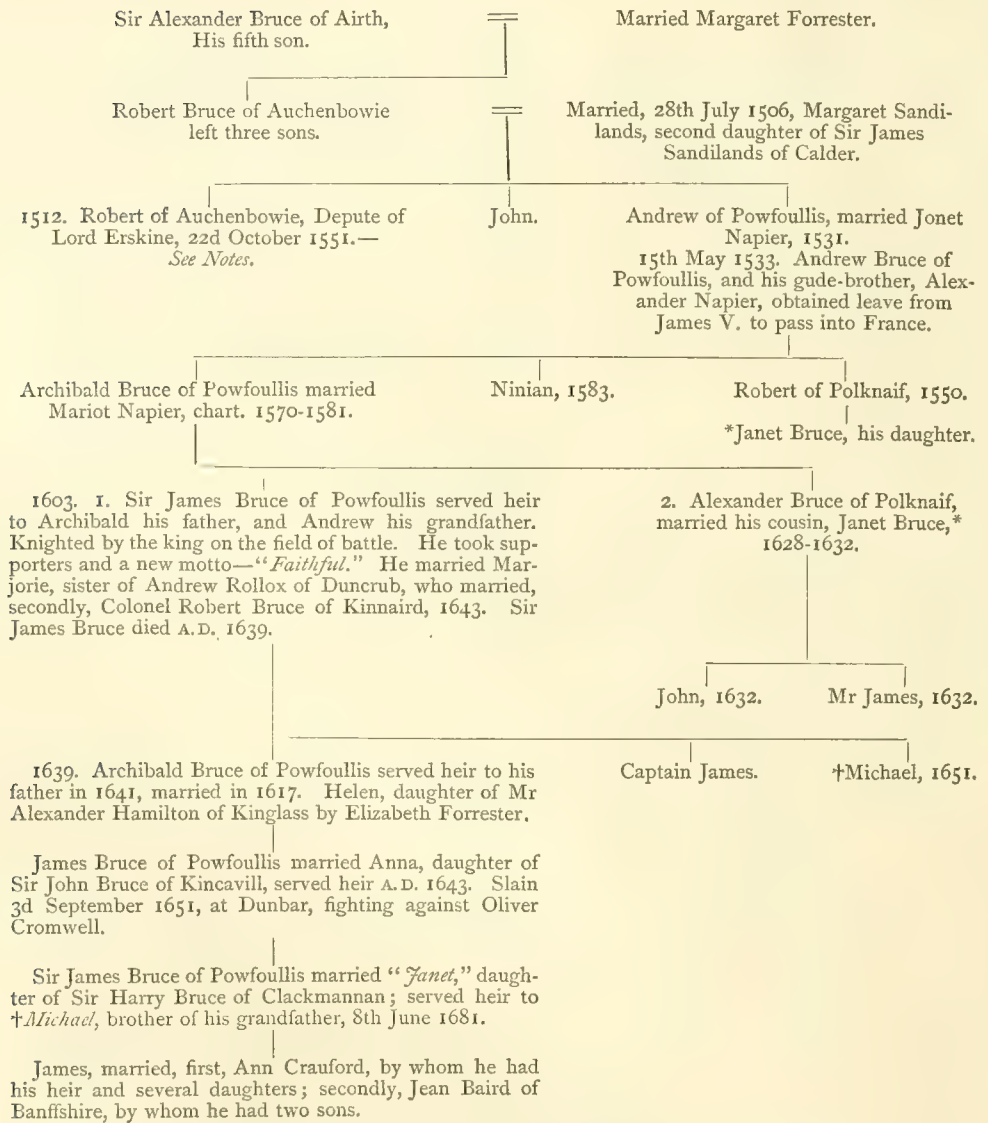 Sir Alexander Bruce of Airth,
His fifth son.
Married Margaret Forrester.
Robert Bruce of Auchenbowie
left three sons.
Married, 28th July 1506, Margaret Sandi-
lands, second daughter of Sir James
Sandilands of Calder.
1512. Robert of Auchenbowie, Depute of
Lord Erskine, 22d October 1551.—
See Notes.
John.
Andrew of Powfoullis, married Jonet
Napier, 1531.
15th May 1533. Andrew Bruce of
Powfoullis, and his gude-brother, Alex-
ander Napier, obtained leave from
James V. to pass into France.
Archibald Bruce of Powfoullis married
Mariot Napier, chart. 1570-1581.
Ninian, 1583.
Robert of Polknaif, 1550.
*Janet Bruce, his daughter.
1603. 1. Sir James Bruce of Powfoullis served heir
to Archibald his father, and Andrew his grandfather.
Knighted by the king on the field of battle. He took sup-
porters and a new motto—"Faithful." He married Mar-
jorie, sister of Andrew Rollox of Duncrub, who married,
secondly, Colonel Robert Bruce of Kinnaird, 1643. Sir
James Bruce died A.D. 1639.
2. Alexander Bruce of Polknaif,
married his cousin, Janet Bruce,*
1628-1632.
John, 1632.
Mr James, 1632.
1639. Archibald Bruce of Powfoullis served heir to his
father in 1641, married in 1617. Helen, daughter of Mr
Alexander Hamilton of Kinglass by Elizabeth Forrester.
Captain James.
†Michael, 1651.
James Bruce of Powfoullis married Anna, daughter of
Sir John Bruce of Kincavill, served heir A.D. 1643. Slain
3d September 1651, at Dunbar, fighting against Oliver
Cromwell.
Sir James Bruce of Powfoullis married "Janet," daugh-
ter of Sir Harry Bruce of Clackmannan; served heir to
†Michael, brother of his grandfather, 8th June 1681.
James, married, first, Ann Crauford, by whom he had
his heir and several daughters; secondly, Jean Baird of
Banffshire, by whom he had two sons.